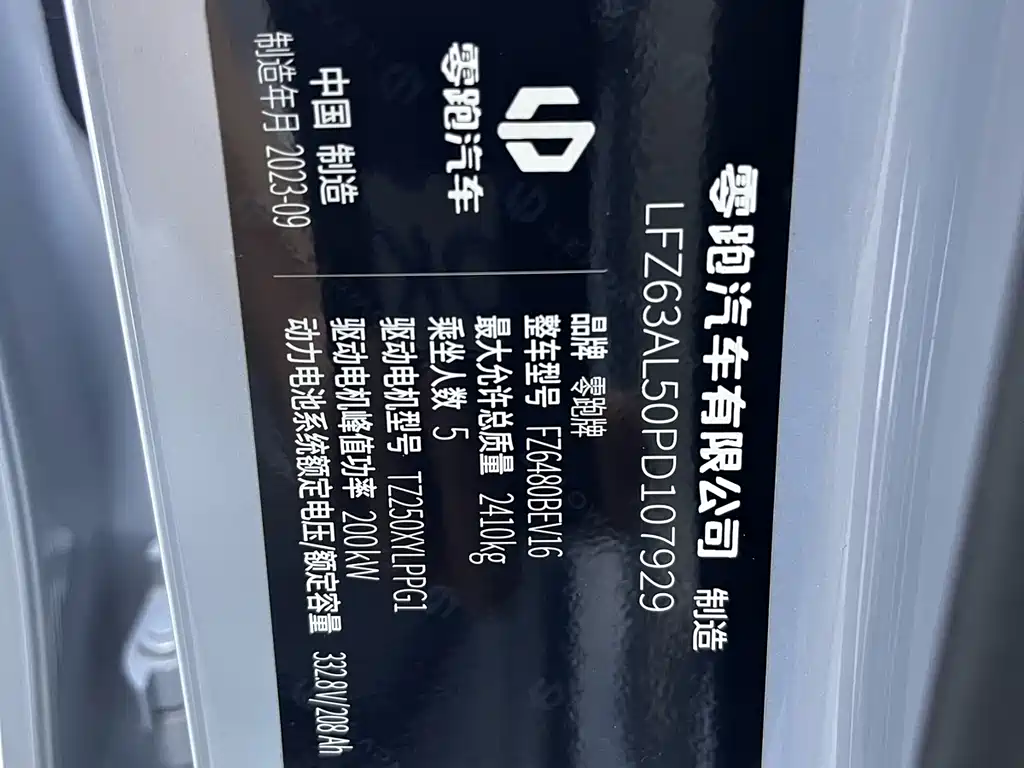 零跑汽车有限公司 制造
LFZ63AL50PD107929
零跑汽车
中国 制造
制造年月 2023-09
品牌 零跑牌
整车型号 FZ6480BEV16
最大允许总质量 2410kg
乘坐人数 5
驱动电机型号 TZ250XYLPPG1
驱动电机峰值功率 200kW
动力电池系统额定电压/额定容量 332.8V/208Ah